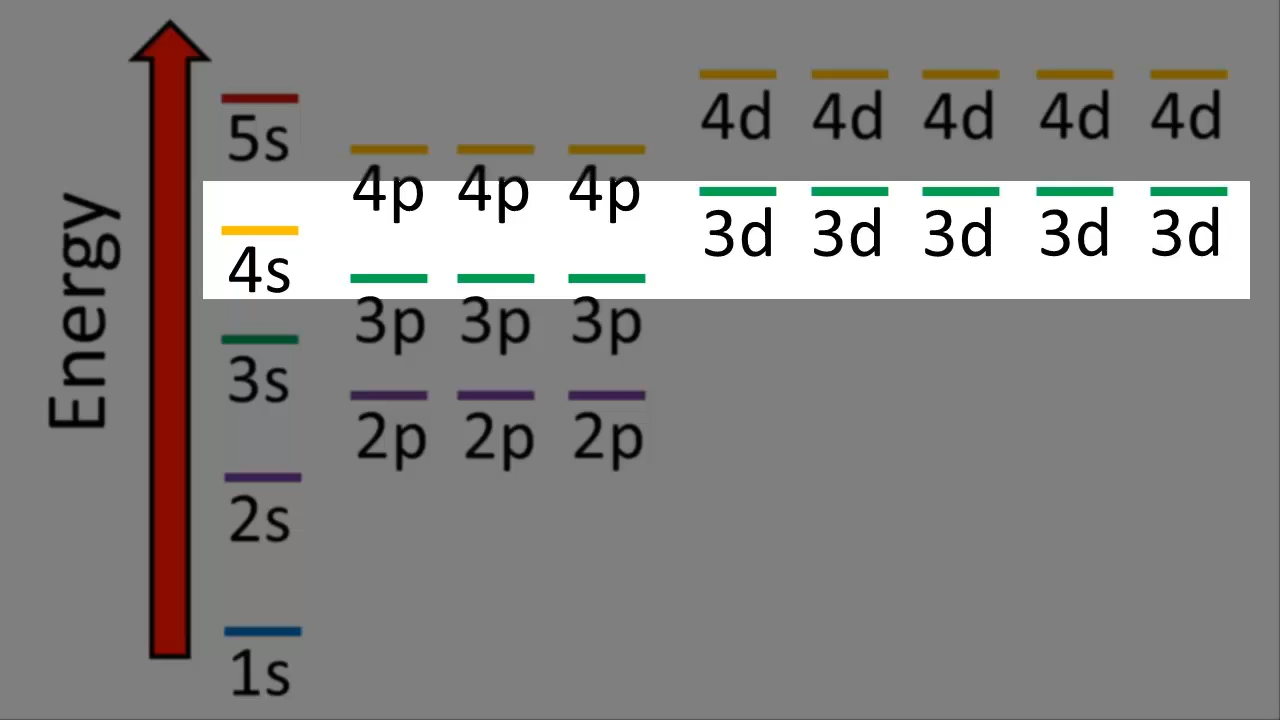 4d 4d 4d 4d 4d
5s
4p 4p 4p
3d 3d 3d 3d 3d
4s
3p 3p 3p
3s
2p 2p 2p
2s
1s
Energy